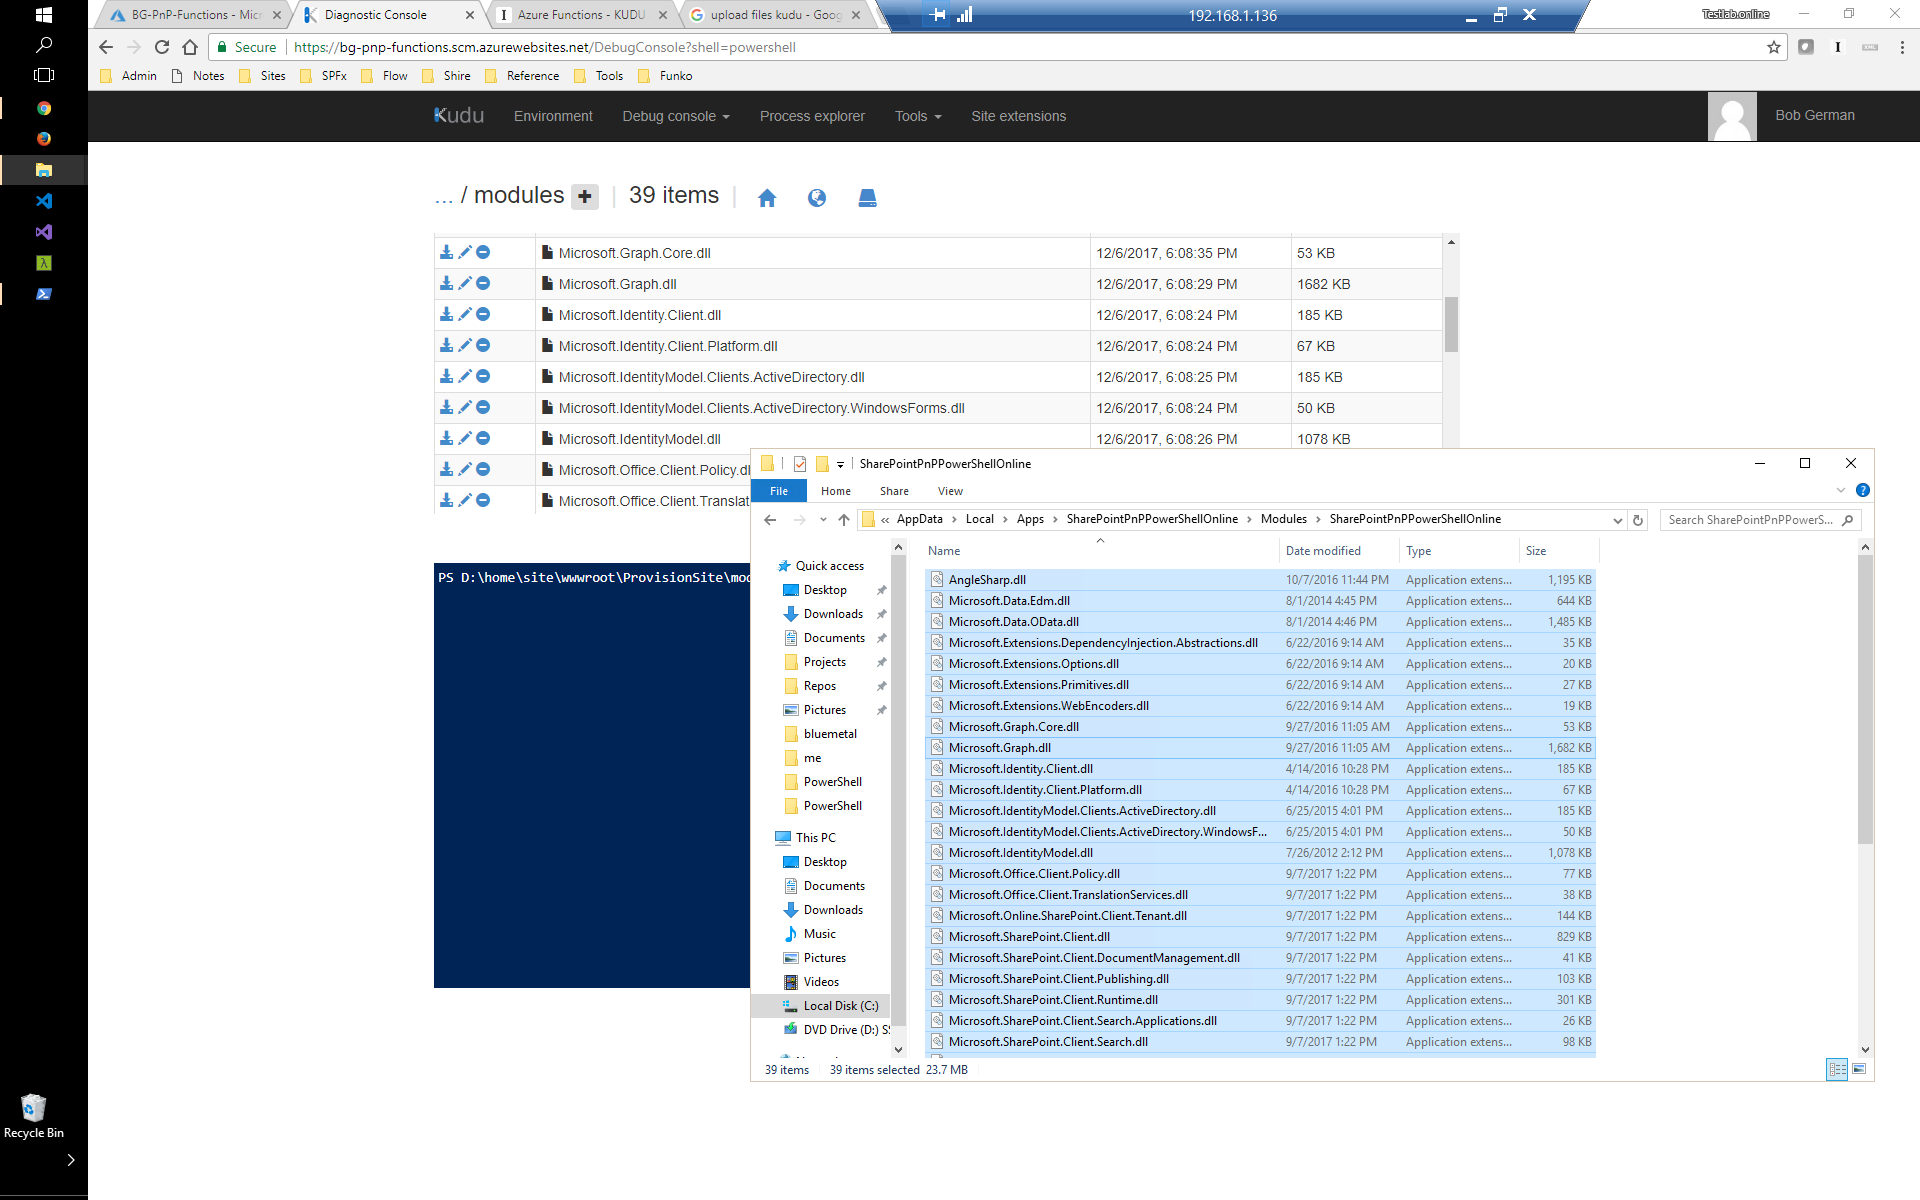 BG-PnP-Functions - Micr
Diagnostic Console
Azure Functions - KUDU
upload files kudu - Goog
192.168.1.136
Testlab.online
Secure
https://bg-pnp-functions.scm.azurewebsites.net/DebugConsole?shell=powershell
Admin Notes Sites SPFx Flow Shire Reference Tools Funko
Kudu Environment Debug console Process explorer Tools Site extensions Bob German
... / modules 39 items
Microsoft.Graph.Core.dll 12/6/2017, 6:08:35 PM 53 KB
Microsoft.Graph.dll 12/6/2017, 6:08:29 PM 1682 KB
Microsoft.Identity.Client.dll 12/6/2017, 6:08:24 PM 185 KB
Microsoft.Identity.Client.Platform.dll 12/6/2017, 6:08:24 PM 67 KB
Microsoft.IdentityModel.Clients.ActiveDirectory.dll 12/6/2017, 6:08:25 PM 185 KB
Microsoft.IdentityModel.Clients.ActiveDirectory.WindowsForms.dll 12/6/2017, 6:08:24 PM 50 KB
Microsoft.IdentityModel.dll 12/6/2017, 6:08:26 PM 1078 KB
Microsoft.Office.Client.Policy.dl
Microsoft.Office.Client.Translat
PS D:\home\site\wwwroot\ProvisionSite\mo
SharePointPnPPowerShellOnline
File Home Share View
« AppData › Local › Apps › SharePointPnPPowerShellOnline › Modules › SharePointPnPPowerShellOnline
Search SharePointPnPPowerS...
Quick access
Desktop
Downloads
Documents
Projects
Repos
Pictures
bluemetal
me
PowerShell
PowerShell
This PC
Desktop
Documents
Downloads
Music
Pictures
Videos
Local Disk (C:)
DVD Drive (D:) S
Name Date modified Type Size
AngleSharp.dll 10/7/2016 11:44 PM Application extens... 1,195 KB
Microsoft.Data.Edm.dll 8/1/2014 4:45 PM Application extens... 644 KB
Microsoft.Data.OData.dll 8/1/2014 4:46 PM Application extens... 1,485 KB
Microsoft.Extensions.DependencyInjection.Abstractions.dll 6/22/2016 9:14 AM Application extens... 35 KB
Microsoft.Extensions.Options.dll 6/22/2016 9:14 AM Application extens... 20 KB
Microsoft.Extensions.Primitives.dll 6/22/2016 9:14 AM Application extens... 27 KB
Microsoft.Extensions.WebEncoders.dll 6/22/2016 9:14 AM Application extens... 19 KB
Microsoft.Graph.Core.dll 9/27/2016 11:05 AM Application extens... 53 KB
Microsoft.Graph.dll 9/27/2016 11:05 AM Application extens... 1,682 KB
Microsoft.Identity.Client.dll 4/14/2016 10:28 PM Application extens... 185 KB
Microsoft.Identity.Client.Platform.dll 4/14/2016 10:28 PM Application extens... 67 KB
Microsoft.IdentityModel.Clients.ActiveDirectory.dll 6/25/2015 4:01 PM Application extens... 185 KB
Microsoft.IdentityModel.Clients.ActiveDirectory.WindowsF... 6/25/2015 4:01 PM Application extens... 50 KB
Microsoft.IdentityModel.dll 7/26/2012 2:12 PM Application extens... 1,078 KB
Microsoft.Office.Client.Policy.dll 9/7/2017 1:22 PM Application extens... 77 KB
Microsoft.Office.Client.TranslationServices.dll 9/7/2017 1:22 PM Application extens... 38 KB
Microsoft.Online.SharePoint.Client.Tenant.dll 9/7/2017 1:22 PM Application extens... 144 KB
Microsoft.SharePoint.Client.dll 9/7/2017 1:22 PM Application extens... 829 KB
Microsoft.SharePoint.Client.DocumentManagement.dll 9/7/2017 1:22 PM Application extens... 41 KB
Microsoft.SharePoint.Client.Publishing.dll 9/7/2017 1:22 PM Application extens... 103 KB
Microsoft.SharePoint.Client.Runtime.dll 9/7/2017 1:22 PM Application extens... 301 KB
Microsoft.SharePoint.Client.Search.Applications.dll 9/7/2017 1:22 PM Application extens... 26 KB
Microsoft.SharePoint.Client.Search.dll 9/7/2017 1:22 PM Application extens... 98 KB
39 items 39 items selected 23.7 MB
Recycle Bin